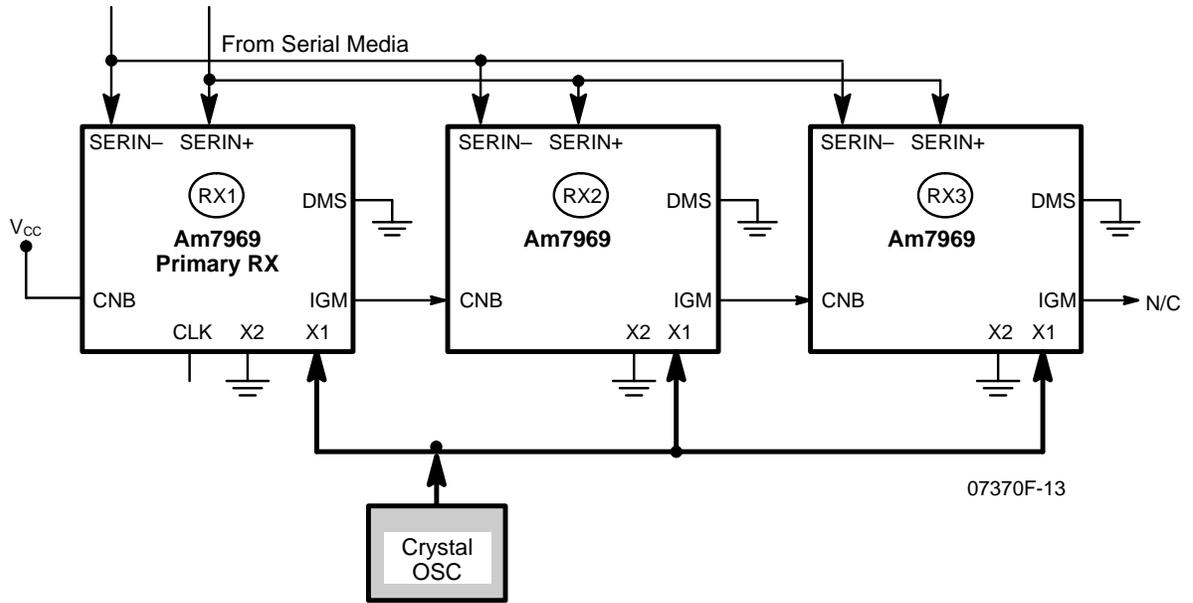 From Serial Media
SERIN– SERIN+
SERIN– SERIN+
SERIN– SERIN+
RX1
DMS
RX2
DMS
RX3
DMS
VCC
Am7969
Primary RX
Am7969
Am7969
CNB
IGM
CNB
IGM
CNB
IGM
N/C
CLK X2 X1
X2 X1
X2 X1
07370F-13
Crystal
OSC